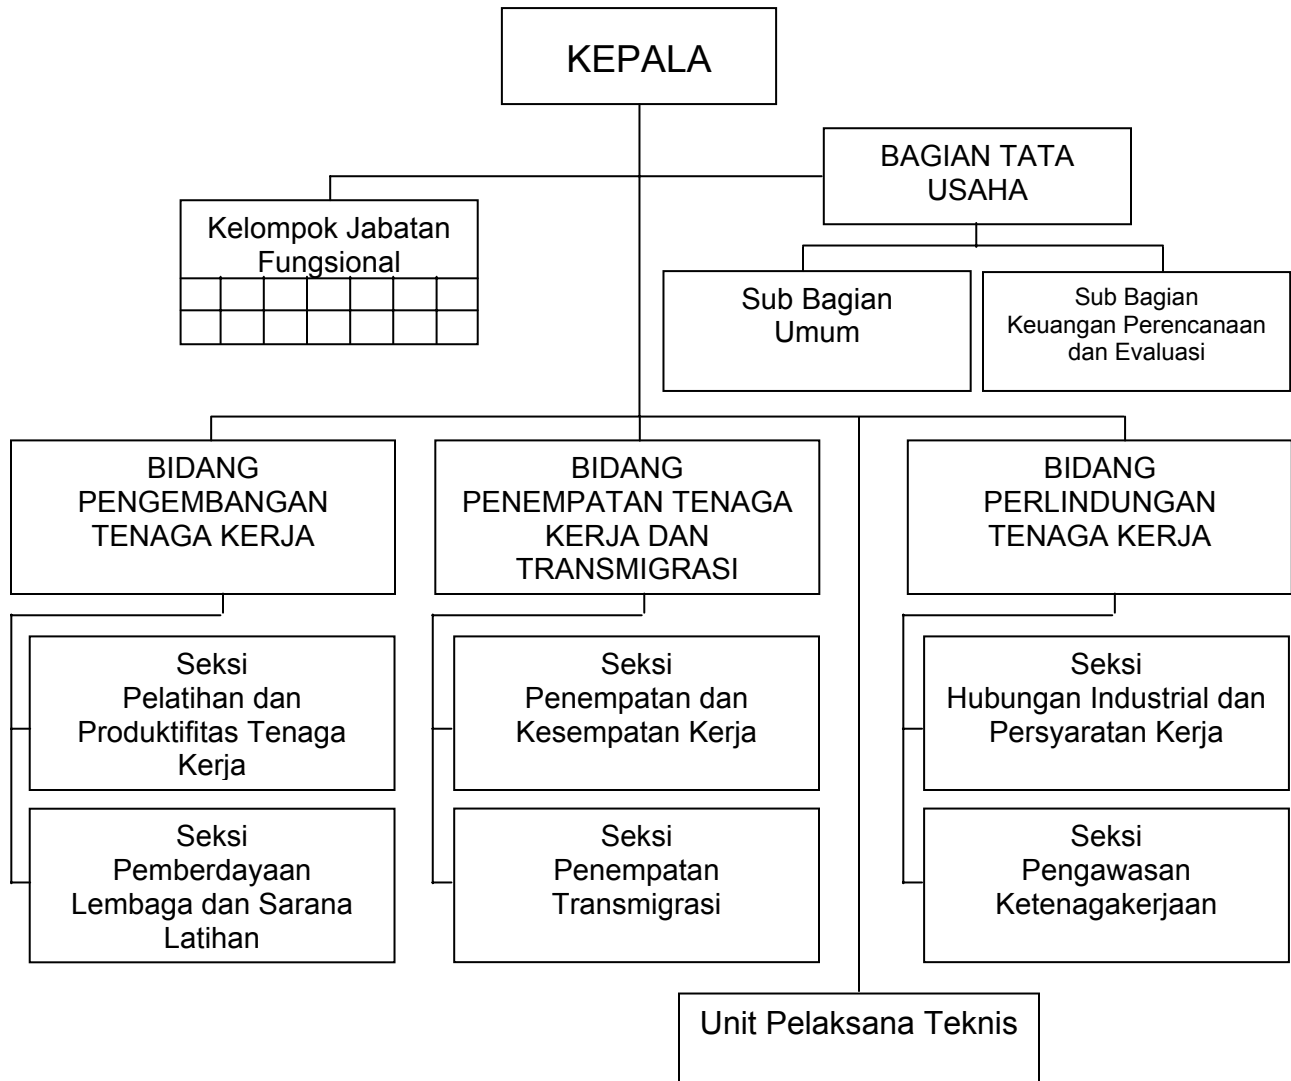 KEPALA
BAGIAN TATA
USAHA
Kelompok Jabatan
Fungsional
Sub Bagian
Umum
Sub Bagian
Keuangan Perencanaan
dan Evaluasi
BIDANG
PENGEMBANGAN
TENAGA KERJA
BIDANG
PENEMPATAN TENAGA
KERJA DAN
TRANSMIGRASI
BIDANG
PERLINDUNGAN
TENAGA KERJA
Seksi
Pelatihan dan
Produktifitas Tenaga
Kerja
Seksi
Penempatan dan
Kesempatan Kerja
Seksi
Hubungan Industrial dan
Persyaratan Kerja
Seksi
Pemberdayaan
Lembaga dan Sarana
Latihan
Seksi
Penempatan
Transmigrasi
Seksi
Pengawasan
Ketenagakerjaan
Unit Pelaksana Teknis